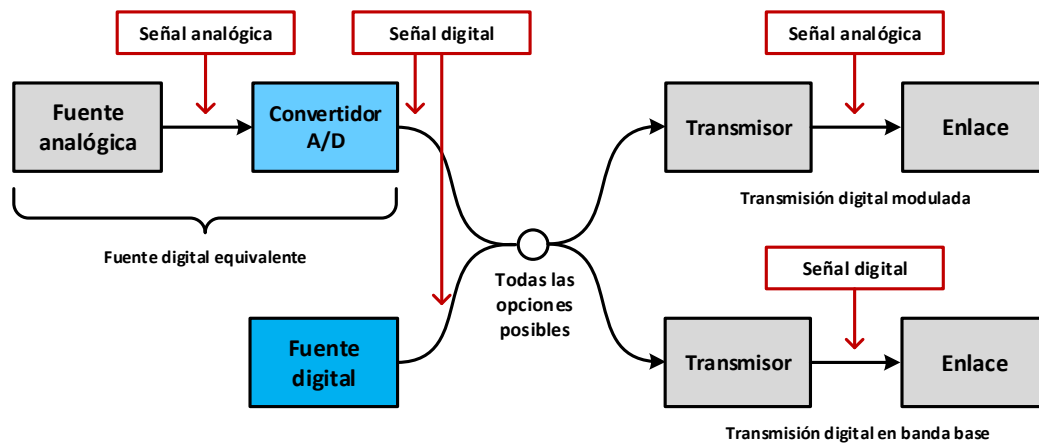 Señal analógica
Señal digital
Señal analógica
Fuente
analógica
Convertidor
A/D
Transmisor
Enlace
Transmisión digital modulada
Fuente digital equivalente
Todas las
opciones
posibles
Señal digital
Fuente
digital
Transmisor
Enlace
Transmisión digital en banda base